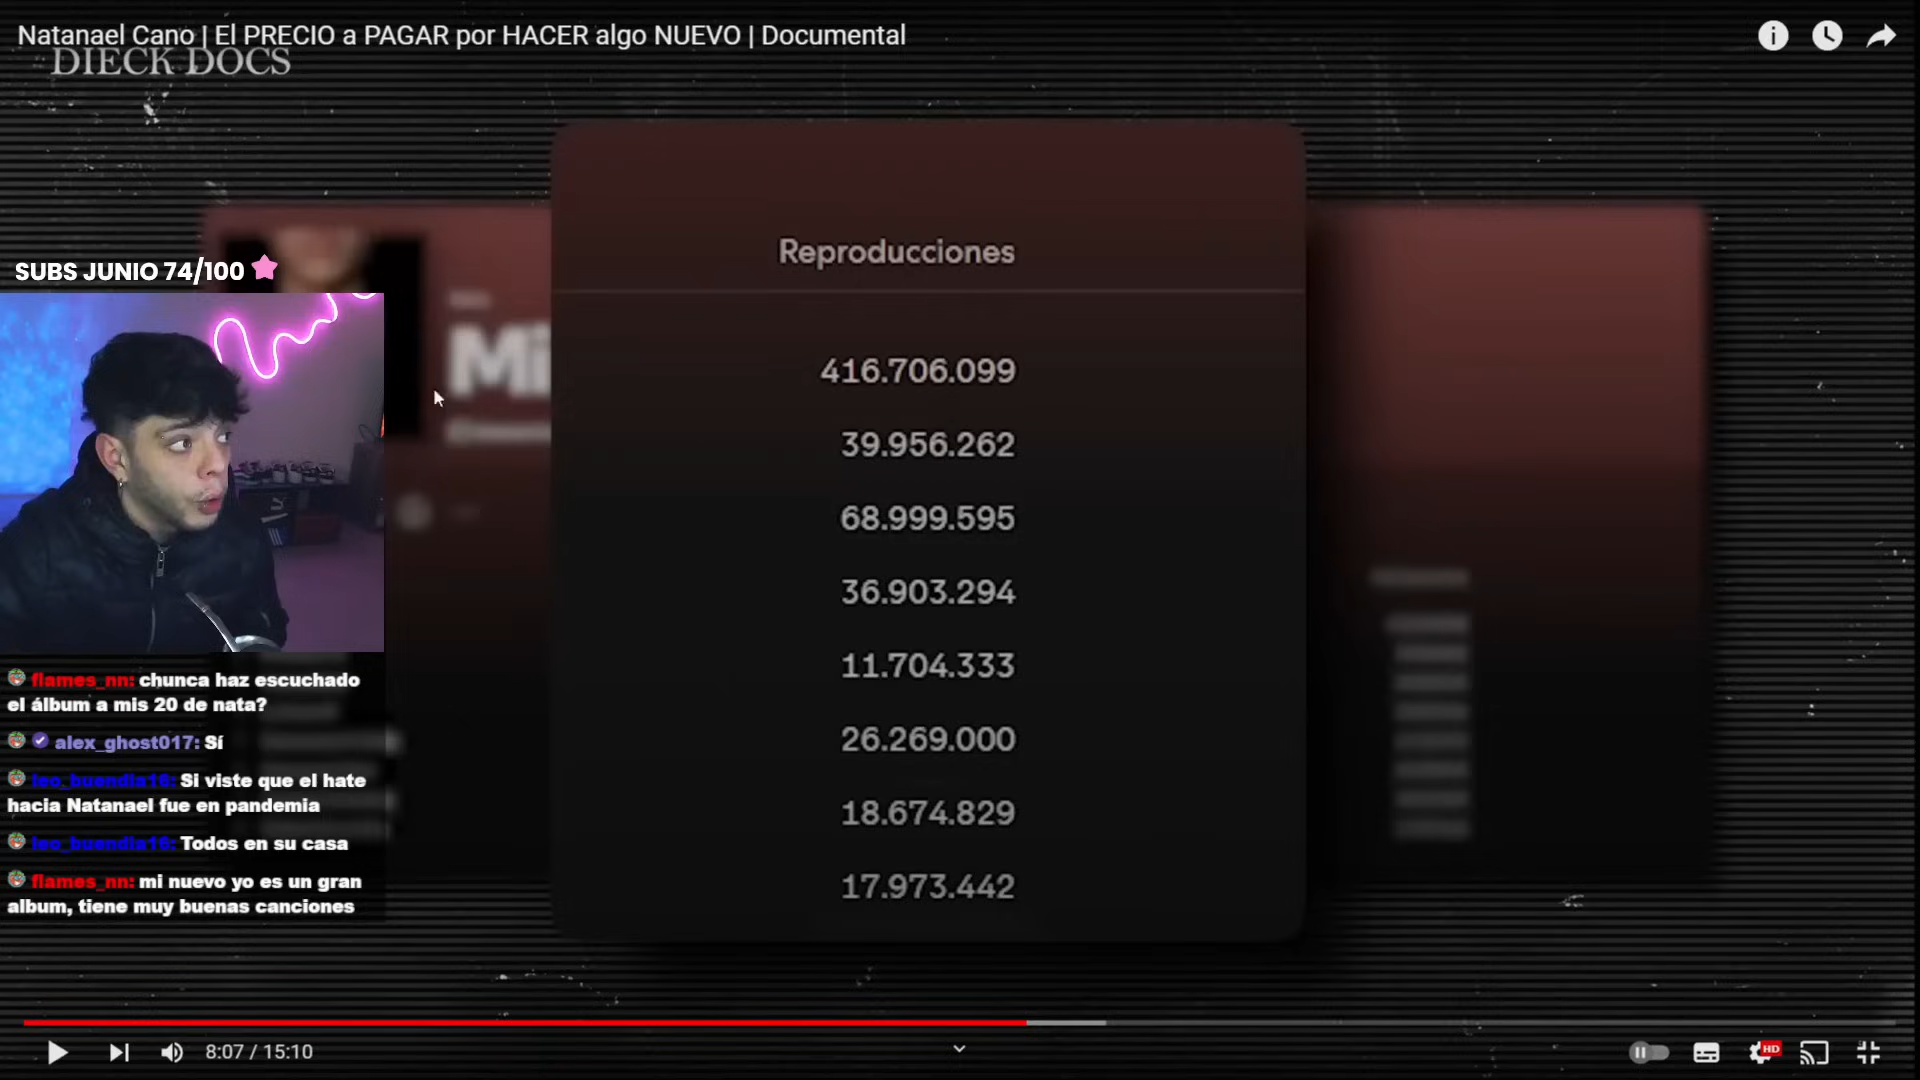 Natanael Cano | El PRECIO a PAGAR por HACER algo NUEVO | Documental
DIECK DOCS
SUBS JUNIO 74/100
Mi
Reproducciones
416.706.099
39.956.262
68.999.595
36.903.294
11.704.333
26.269.000
18.674.829
17.973.442
flames_nn: chunca haz escuchado
el álbum a mis 20 de nata?
alex_ghost017: Sí
leo_buendia16: Si viste que el hate
hacia Natanael fue en pandemia
leo_buendia16: Todos en su casa
flames_nn: mi nuevo yo es un gran
album, tiene muy buenas canciones
8:07 / 15:10
HD